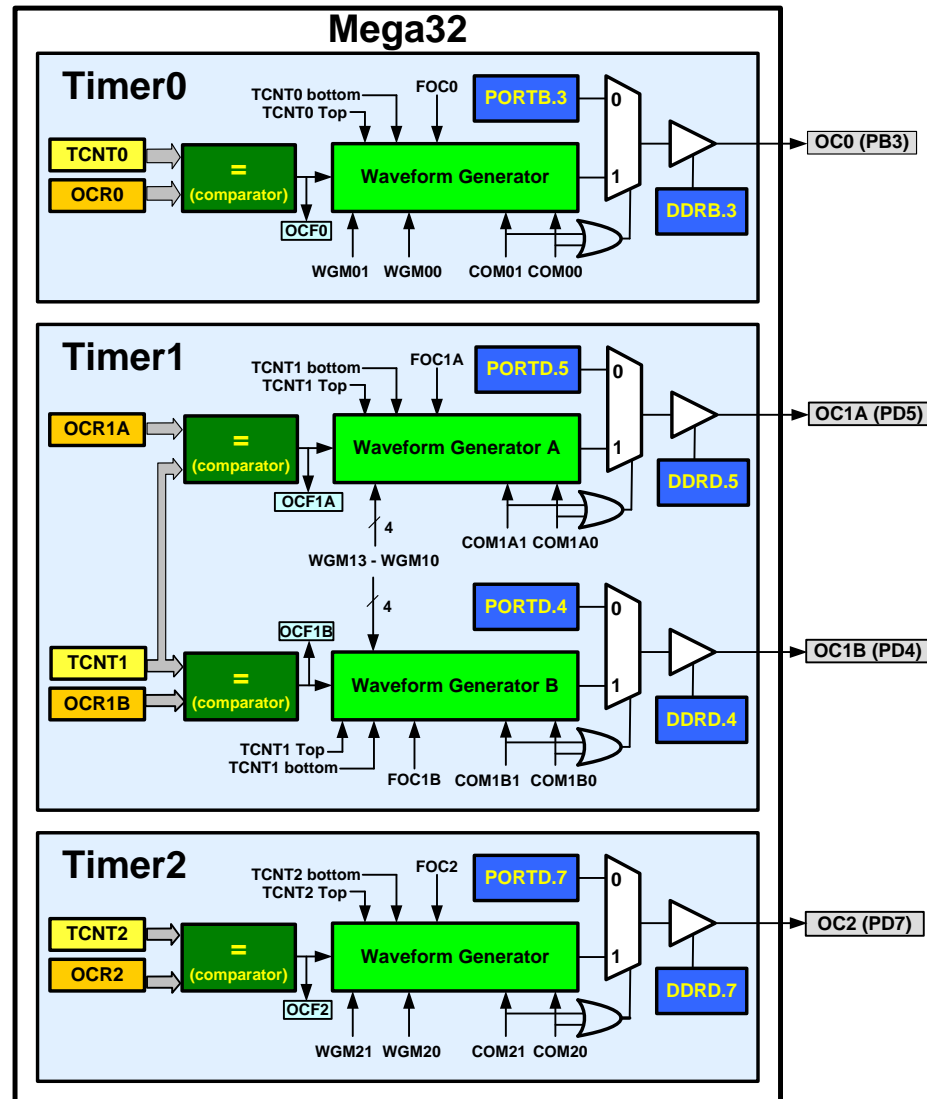 Mega32
Timer0
TCNT0 bottom
TCNT0 Top
FOC0
PORTB.3
0
1
TCNT0
OCR0
=
(comparator)
OCF0
Waveform Generator
DDRB.3
OC0 (PB3)
WGM01
WGM00
COM01
COM00
Timer1
TCNT1 bottom
TCNT1 Top
FOC1A
PORTD.5
0
1
OCR1A
=
(comparator)
OCF1A
Waveform Generator A
DDRD.5
OC1A (PD5)
4
COM1A1
COM1A0
WGM13 - WGM10
4
PORTD.4
0
1
OCF1B
TCNT1
OCR1B
=
(comparator)
Waveform Generator B
DDRD.4
OC1B (PD4)
TCNT1 Top
TCNT1 bottom
FOC1B
COM1B1
COM1B0
Timer2
TCNT2 bottom
TCNT2 Top
FOC2
PORTD.7
0
1
TCNT2
OCR2
=
(comparator)
OCF2
Waveform Generator
DDRD.7
OC2 (PD7)
WGM21
WGM20
COM21
COM20